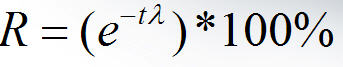 R = (e^{-tλ}) * 100%